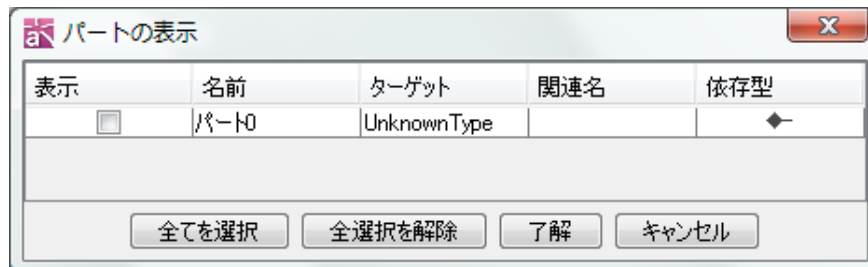 パートの表示
表示 名前 ターゲット 関連名 依存型
パート0 UnknownType
全てを選択 全選択を解除 了解 キャンセル